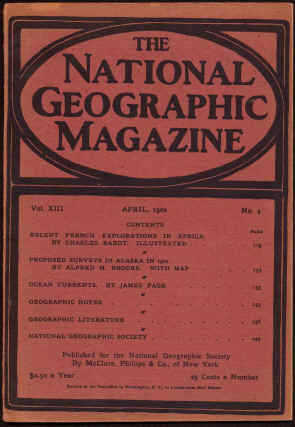 THE
NATIONAL
GEOGRAPHIC
MAGAZINE
Vol. XIII APRIL, 1902 No. 4
CONTENTS
PAGE
RECENT FRENCH EXPLORATIONS IN AFRICA.
BY CHARLES RABOT. ILLUSTRATED
PROPOSED SURVEYS IN ALASKA IN 1902
BY ALFRED H. BROOKS. WITH MAP
OCEAN CURRENTS. BY JAMES PAGE
GEOGRAPHIC NOTES
GEOGRAPHIC LITERATURE
NATIONAL GEOGRAPHIC SOCIETY
Published for the National Geographic Society
By McClure, Phillips & Co., of New York
$2.50 a Year 25 Cents a Number